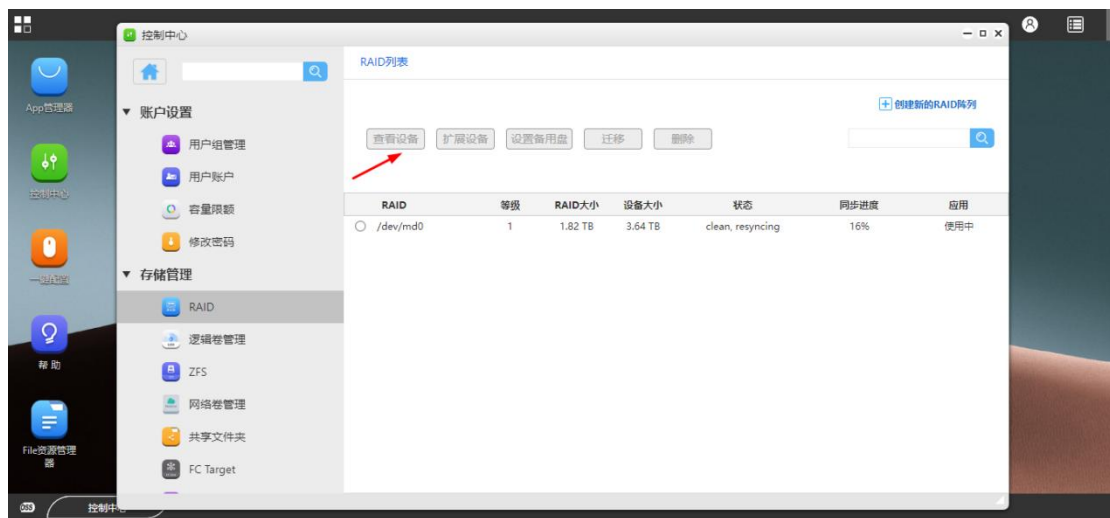 控制中心
App管理器
控制中心
一键配置
帮 助
File资源管理
器
账户设置
用户组管理
用户账户
容量限额
修改密码
存储管理
RAID
逻辑卷管理
ZFS
网络卷管理
共享文件夹
FC Target
RAID列表
创建新的RAID阵列
查看设备 扩展设备 设置备用盘 迁移 删除
RAID 等级 RAID大小 设备大小 状态 同步进度 应用
/dev/md0 1 1.82 TB 3.64 TB clean, resyncing 16% 使用中
OSS
控制中心